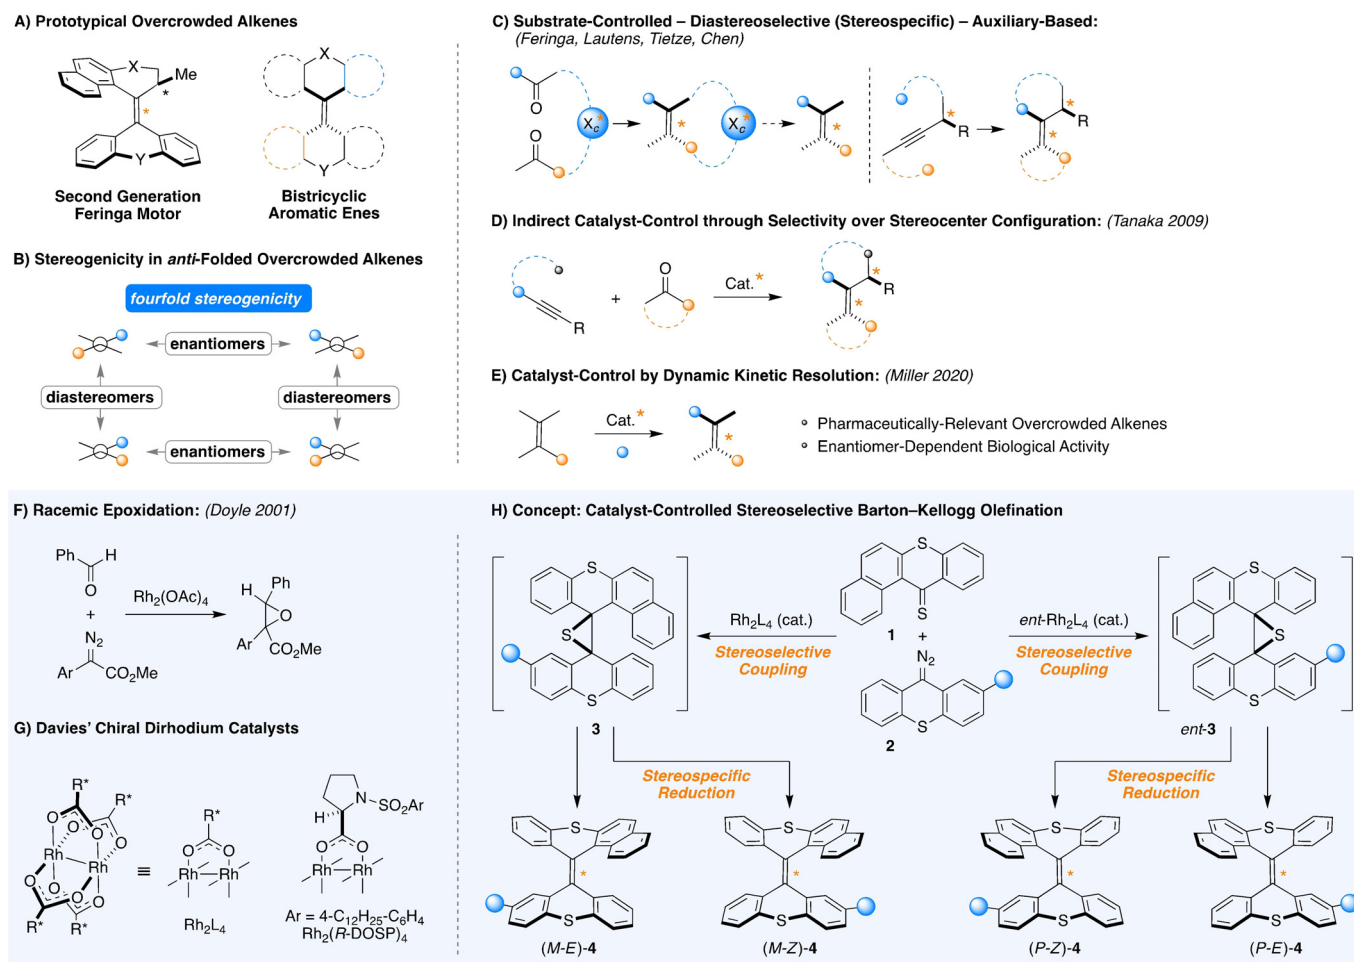 A) Prototypical Overcrowded Alkenes
X
Me
*
*
Y
Second Generation
Feringa Motor
X
Y
Bistricyclic
Aromatic Enes
B) Stereogenicity in anti-Folded Overcrowded Alkenes
fourfold stereogenicity
enantiomers
diastereomers
diastereomers
enantiomers
C) Substrate-Controlled – Diastereoselective (Stereospecific) – Auxiliary-Based:
(Feringa, Lautens, Tietze, Chen)
O
O
Xc*
*
Xc*
*
*
R
*
R
*
D) Indirect Catalyst-Control through Selectivity over Stereocenter Configuration: (Tanaka 2009)
R
+
O
Cat.*
*
R
*
E) Catalyst-Control by Dynamic Kinetic Resolution: (Miller 2020)
Cat.*
*
Pharmaceutically-Relevant Overcrowded Alkenes
Enantiomer-Dependent Biological Activity
F) Racemic Epoxidation: (Doyle 2001)
Ph
H
O
+
N2
Ar
CO2Me
Rh2(OAc)4
Ph
H
O
Ar
CO2Me
G) Davies’ Chiral Dirhodium Catalysts
R*
R*
O
O
O
O
Rh
Rh
O
O
O
O
R*
R*
≡
R*
O
O
Rh
Rh
Rh2L4
N
SO2Ar
H
O
O
Rh
Rh
Ar = 4-C12H25-C6H4
Rh2(R-DOSP)4
H) Concept: Catalyst-Controlled Stereoselective Barton–Kellogg Olefination
S
S
S
3
Rh2L4 (cat.)
Stereoselective
Coupling
S
S
1
+
N2
S
2
ent-Rh2L4 (cat.)
Stereoselective
Coupling
S
S
S
ent-3
Stereospecific
Reduction
Stereospecific
Reduction
S
*
S
(M-E)-4
S
*
S
(M-Z)-4
S
*
S
(P-Z)-4
S
*
S
(P-E)-4